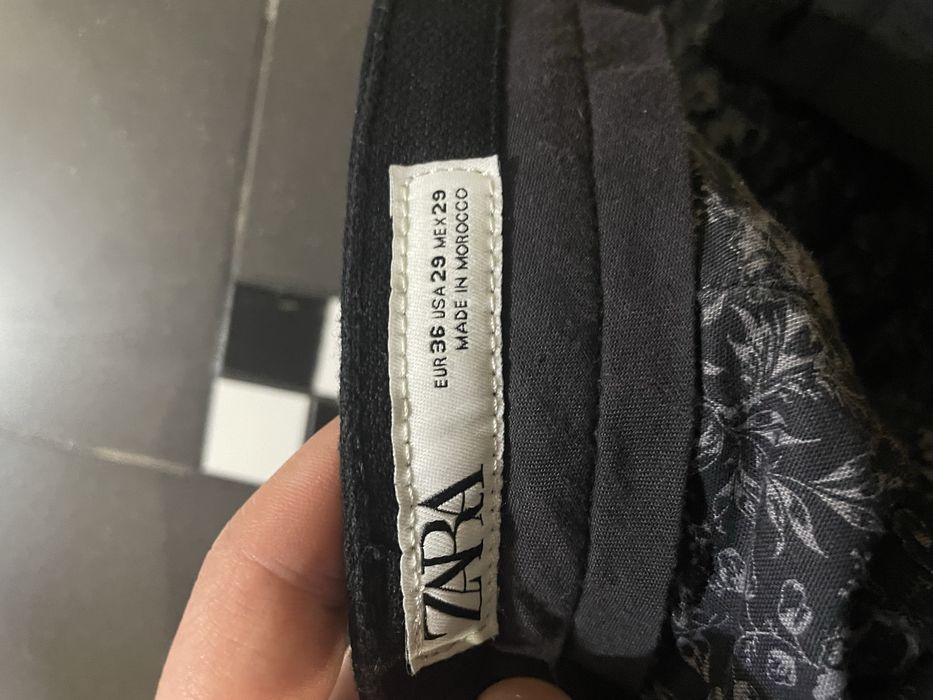 ZARA
EUR 36 USA 29 MEX 29
MADE IN MOROCCO